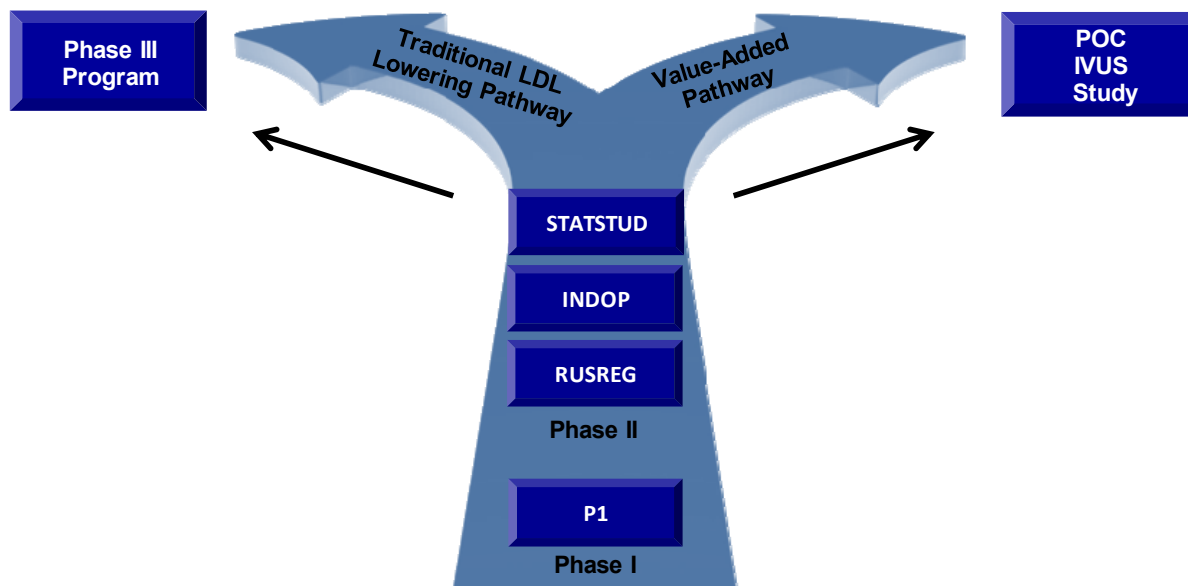 Phase III
Program
Traditional LDL
Lowering Pathway
Value-Added
Pathway
POC
IVUS
Study
STATSTUD
INDOP
RUSREG
Phase II
P1
Phase I